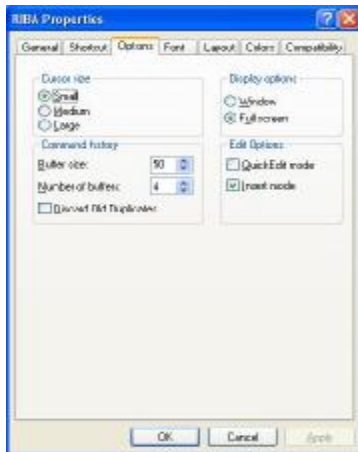 RIBA Properties
General Shortcut Options Font Layout Colors Compatibility
Cursor size
Small
Medium
Large
Display options
Window
Full screen
Command history
Buffer size: 50
Number of buffers: 4
Discard Old Duplicates
Edit Options
QuickEdit mode
Insert mode
OK Cancel Apply